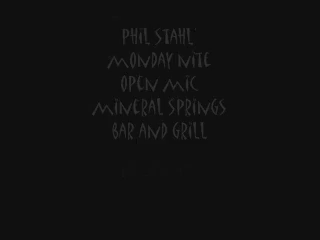 PHIL STAHL
MONDAY NITE
OPEN MIC
MINERAL SPRINGS
BAR AND GRILL